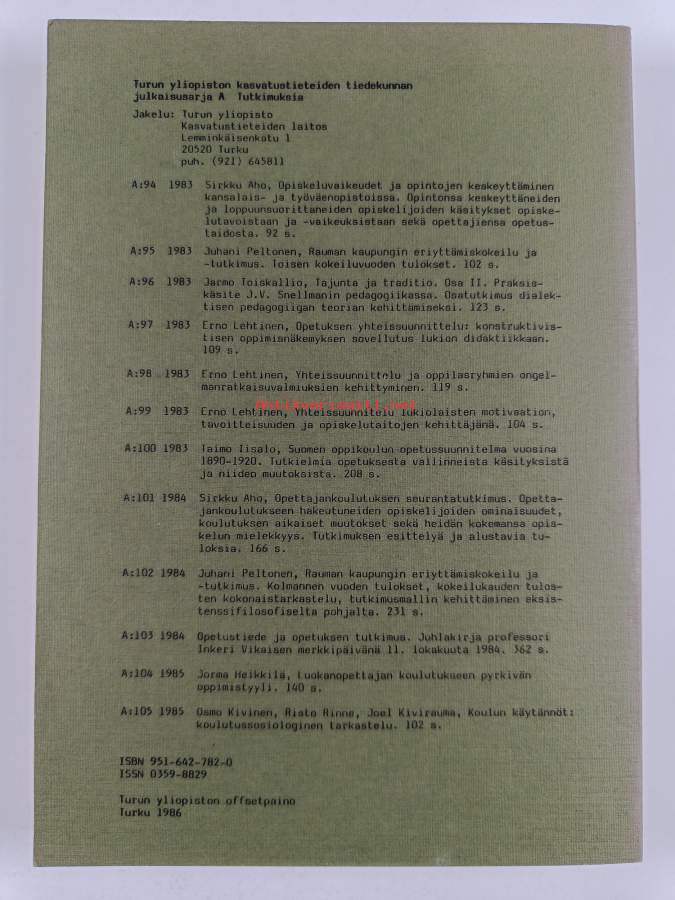 Turun yliopiston kasvatustieteiden tiedekunnan
julkaisusarja A Tutkimuksia
Jakelu: Turun yliopisto
Kasvatustieteiden laitos
Lemminkäisenkatu 1
20520 Turku
puh. (921) 645811
A:94 1983 Sirkku Aho, Opiskeluvaikeudet ja opintojen keskeyttäminen
kansalais- ja työväenopistoissa. Opintonsa keskeyttäneiden
ja loppuunsuorittaneiden opiskelijoiden käsitykset opiske-
lutavoistaan ja -vaikeuksistaan sekä opettajiensa opetus-
taidosta. 92 s.
A:95 1983 Juhani Peltonen, Rauman kaupungin eriyttämiskokeilu ja
-tutkimus. Toisen kokeiluvuoden tulokset. 102 s.
A:96 1983 Jarmo Toiskallio, Tajunta ja traditio. Osa II. Praksis-
käsite J.V. Snellmanin pedagogiikassa. Osatutkimus dialek-
tisen pedagogiigan teorian kehittämiseksi. 123 s.
A:97 1983 Erno Lehtinen, Opetuksen yhteissuunnittelu: konstruktivis-
tisen oppimisnäkemyksen sovellutus lukion didaktiikkaan.
109 s.
A:98 1983 Erno Lehtinen, Yhteissuunnittelu ja oppilasryhmien ongel-
manratkaisuvalmiuksien kehittyminen. 119 s.
Antikvariaatti.net
A:99 1983 Erno Lehtinen, Yhteissuunitelu lukiolaisten motivaation,
tavoitteisuuden ja opiskelutaitojen kehittäjänä. 104 s.
A:100 1983 Taimo Iisalo, Suomen oppikoulun opetussuunnitelma vuosina
1890-1920. Tutkielmia opetuksesta vallinneista käsityksistä
ja niiden muutoksista. 208 s.
A:101 1984 Sirkku Aho, Opettajankoulutuksen seurantatutkimus. Opetta-
jankoulutukseen hakeutuneiden opiskelijoiden ominaisuudet,
koulutuksen aikaiset muutokset sekä heidän kokemansa opis-
kelun mielekkyys. Tutkimuksen esittelyä ja alustavia tu-
loksia. 166 s.
A:102 1984 Juhani Peltonen, Rauman kaupungin eriyttämiskokeilu ja
-tutkimus. Kolmannen vuoden tulokset, kokeilukauden tulos-
ten kokonaistarkastelu, tutkimusmallin kehittäminen eksis-
tenssifilosofiselta pohjalta. 231 s.
A:103 1984 Opetustiede ja opetuksen tutkimus. Juhlakirja professori
Inkeri Vikaisen merkkipäivänä 11. lokakuuta 1984. 362 s.
A:104 1985 Jorma Heikkilä, Luokanopettajan koulutukseen pyrkivän
oppimistyyli. 140 s.
A:105 1985 Osmo Kivinen, Risto Rinne, Joel Kivirauma, Koulun käytännöt:
koulutussosiologinen tarkastelu. 102 s.
ISBN 951-642-782-0
ISSN 0359-8829
Turun yliopiston offsetpaino
Turku 1986